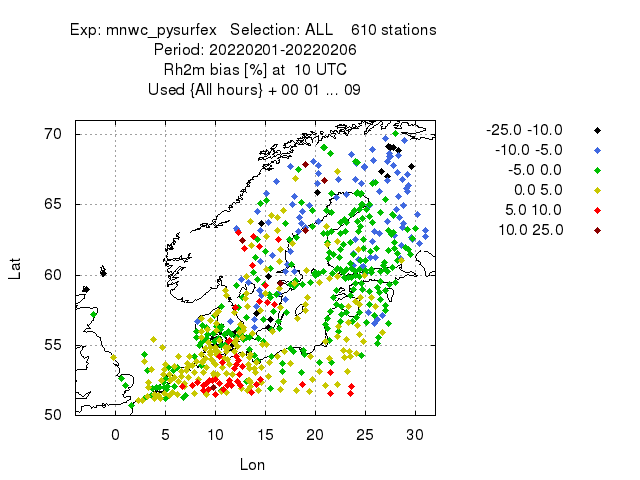 Exp: mnwc_pysurfex Selection: ALL 610 stations
Period: 20220201-20220206
Rh2m bias [%] at 10 UTC
Used {All hours} + 00 01 ... 09
-25.0 -10.0
-10.0 -5.0
-5.0 0.0
0.0 5.0
5.0 10.0
10.0 25.0
70
65
60
55
50
Lat
0 5 10 15 20 25 30
Lon